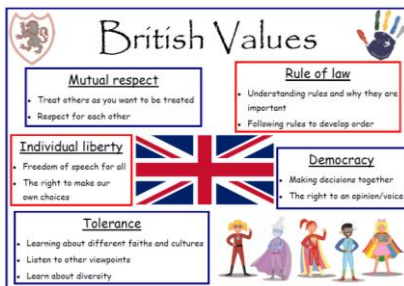 British Values
Mutual respect
• Treat others as you want to be treated
• Respect for each other
Rule of law
• Understanding rules and why they are
important
• Following rules to develop order
Individual liberty
• Freedom of speech for all
• The right to make our
own choices
Democracy
• Making decisions together
• The right to an opinion/voice
Tolerance
• Learning about different faiths and cultures
• Listen to other viewpoints
• Learn about diversity